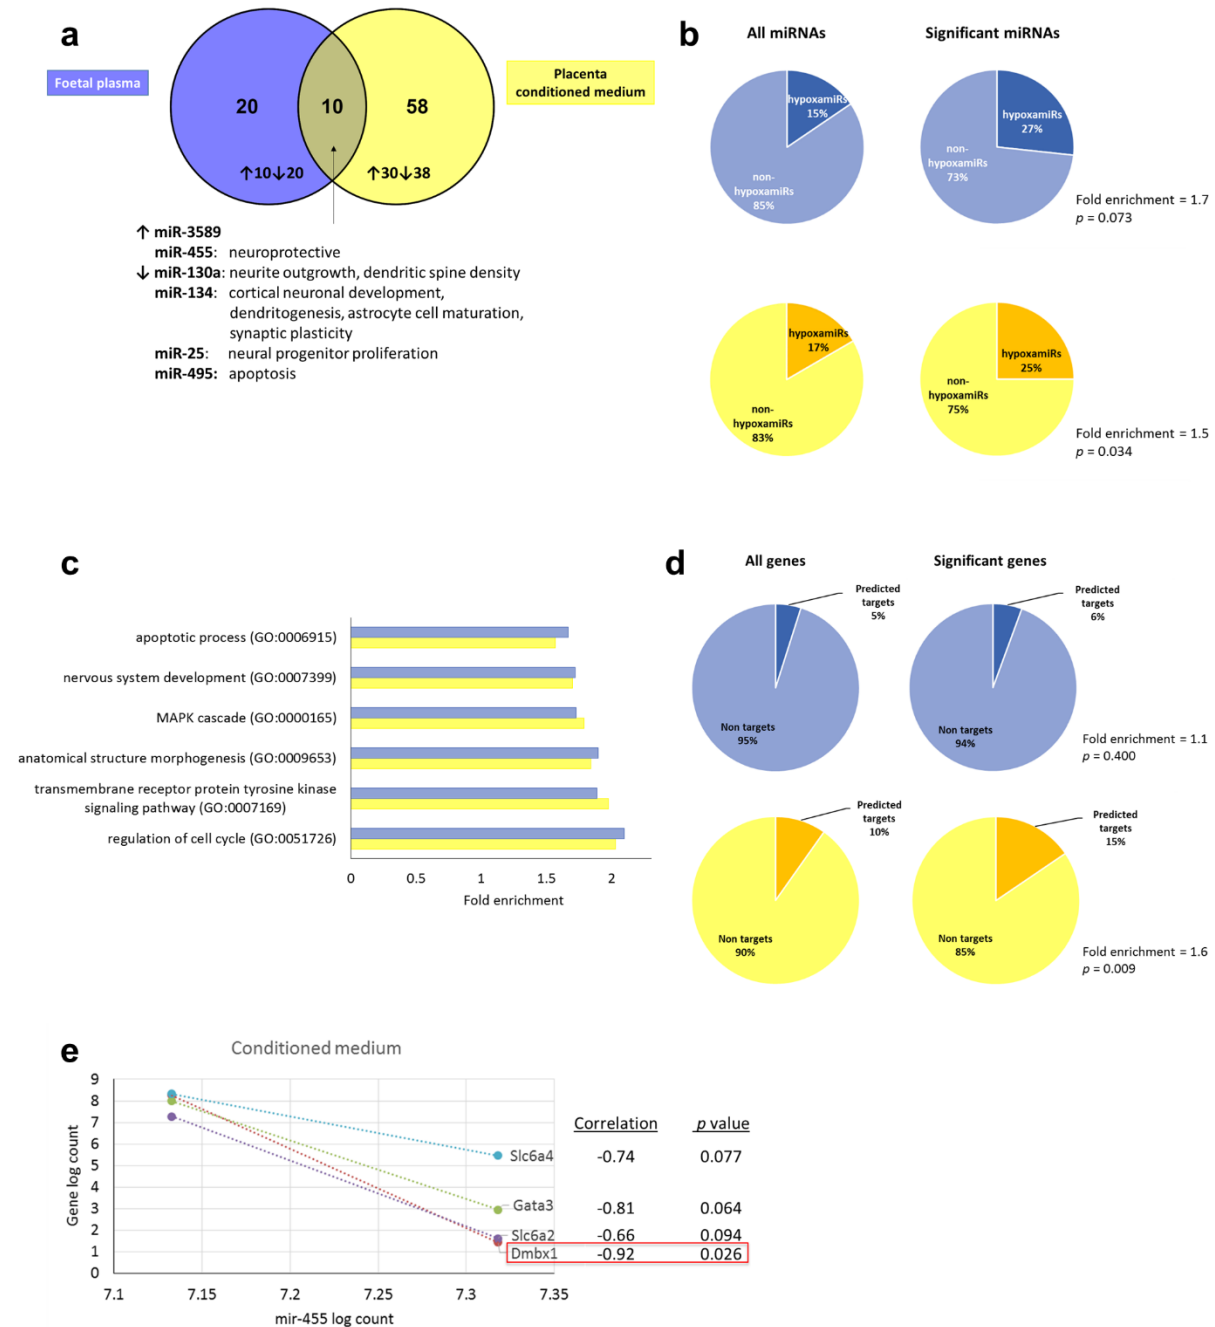 a
Foetal plasma
20
10
58
Placenta
conditioned medium
↑10↓20
↑30↓38
↑ miR-3589
miR-455: neuroprotective
↓ miR-130a: neurite outgrowth, dendritic spine density
miR-134: cortical neuronal development,
dendritogenesis, astrocyte cell maturation,
synaptic plasticity
miR-25: neural progenitor proliferation
miR-495: apoptosis
b
All miRNAs
Significant miRNAs
hypoxamiRs
15%
non-
hypoxamiRs
85%
hypoxamiRs
27%
non-
hypoxamiRs
73%
Fold enrichment = 1.7
p = 0.073
hypoxamiRs
17%
non-
hypoxamiRs
83%
hypoxamiRs
25%
non-
hypoxamiRs
75%
Fold enrichment = 1.5
p = 0.034
c
apoptotic process (GO:0006915)
nervous system development (GO:0007399)
MAPK cascade (GO:0000165)
anatomical structure morphogenesis (GO:0009653)
transmembrane receptor protein tyrosine kinase
signaling pathway (GO:0007169)
regulation of cell cycle (GO:0051726)
0 0.5 1 1.5 2
Fold enrichment
d
All genes
Significant genes
Predicted
targets
5%
Non targets
95%
Predicted
targets
6%
Non targets
94%
Fold enrichment = 1.1
p = 0.400
Predicted
targets
10%
Non targets
90%
Predicted
targets
15%
Non targets
85%
Fold enrichment = 1.6
p = 0.009
e
Conditioned medium
Gene log count
9
8
7
6
5
4
3
2
1
0
7.1 7.15 7.2 7.25 7.3 7.35
mir-455 log count
Correlation p value
Slc6a4 -0.74 0.077
Gata3 -0.81 0.064
Slc6a2 -0.66 0.094
Dmbx1 -0.92 0.026